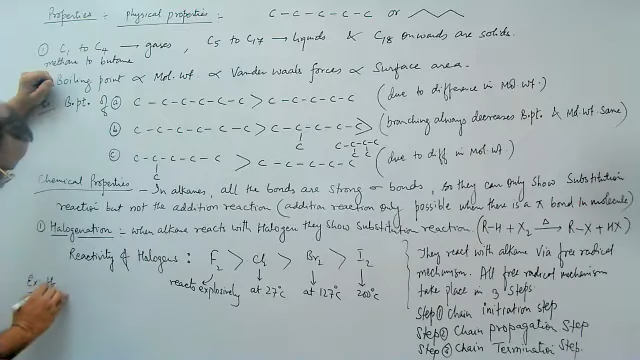 Properties :- physical properties :- C-C-C-C-C-C or
① C₁ to C₄ → gases, C₅ to C₁₇ → Liquids & C₁₈ onwards are solids.
methane to butane
Boiling point ∝ Mol. Wt ∝ Vander waals forces ∝ Surface area.
B.pt. of ⓐ C-C-C-C-C-C > C-C-C-C-C (due to difference in Mol. Wt.)
ⓑ C-C-C-C-C-C > C-C-C-C-C > (branching always decreases B.pt. & Mol. Wt. same)
C C-C-C-C
C C
ⓒ C-C-C-C-C > C-C-C-C-C (due to diff in Mol. Wt.)
C
Chemical Properties - In alkanes, all the bonds are strong σ bonds, so they can only show Substitution
reaction but not the addition reaction (addition reaction only possible when there is a π bond in molecule)
① Halogenation :- when alkane reacts with Halogen they show Substitution reaction. (R-H + X₂ →Δ R-X + HX)
Reactivity of Halogens : F₂ > Cl₂ > Br₂ > I₂
reacts explosively at 27°c at 127°c 200°c
They react with alkane via free radical
mechanism. All free radical mechanism
take place in 3 steps
Step ① Chain initiation step
Step ② Chain propagation Step
Step ③ Chain Termination Step.
Ex